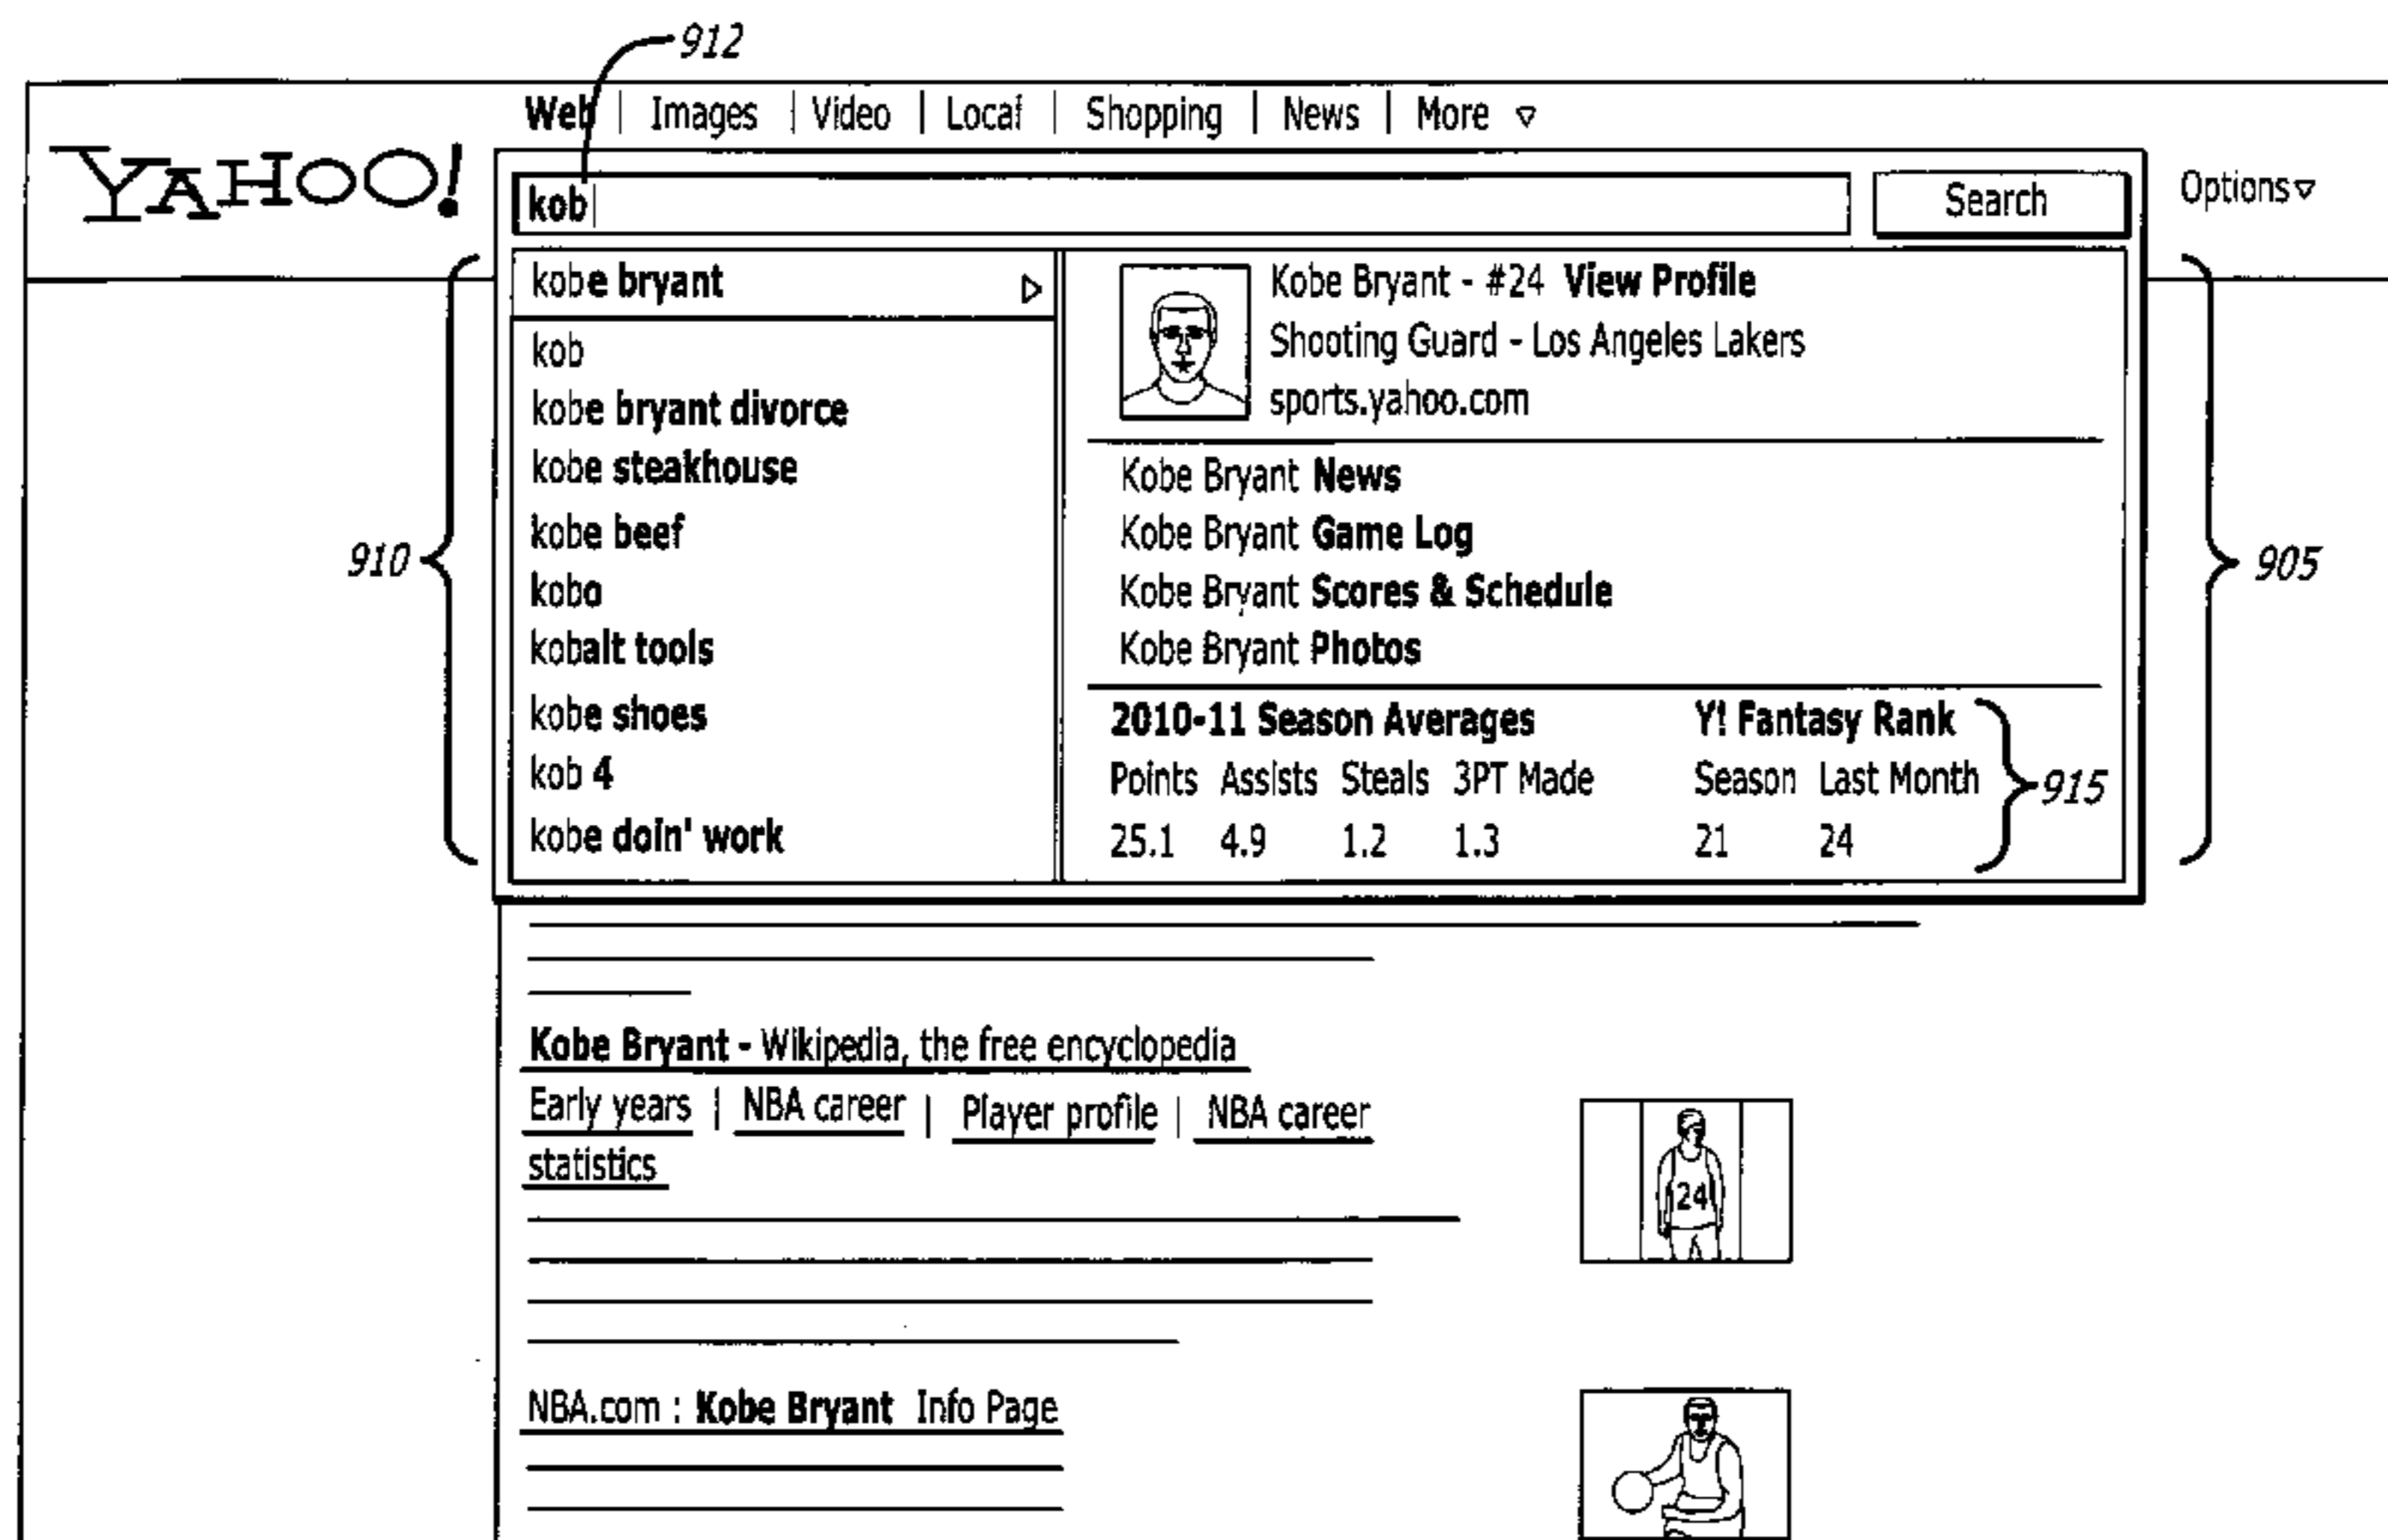 912
Web | Images | Video | Local | Shopping | News | More
YAHOO!
kob
Search
Options
910
kobe bryant
kob
kobe bryant divorce
kobe steakhouse
kobe beef
kobo
kobalt tools
kobe shoes
kob 4
kobe doin' work
Kobe Bryant - #24 View Profile
Shooting Guard - Los Angeles Lakers
sports.yahoo.com
Kobe Bryant News
Kobe Bryant Game Log
Kobe Bryant Scores & Schedule
Kobe Bryant Photos
2010-11 Season Averages Y! Fantasy Rank
Points Assists Steals 3PT Made Season Last Month
25.1 4.9 1.2 1.3 21 24
915
905
Kobe Bryant - Wikipedia, the free encyclopedia
Early years | NBA career | Player profile | NBA career
statistics
24
NBA.com : Kobe Bryant Info Page